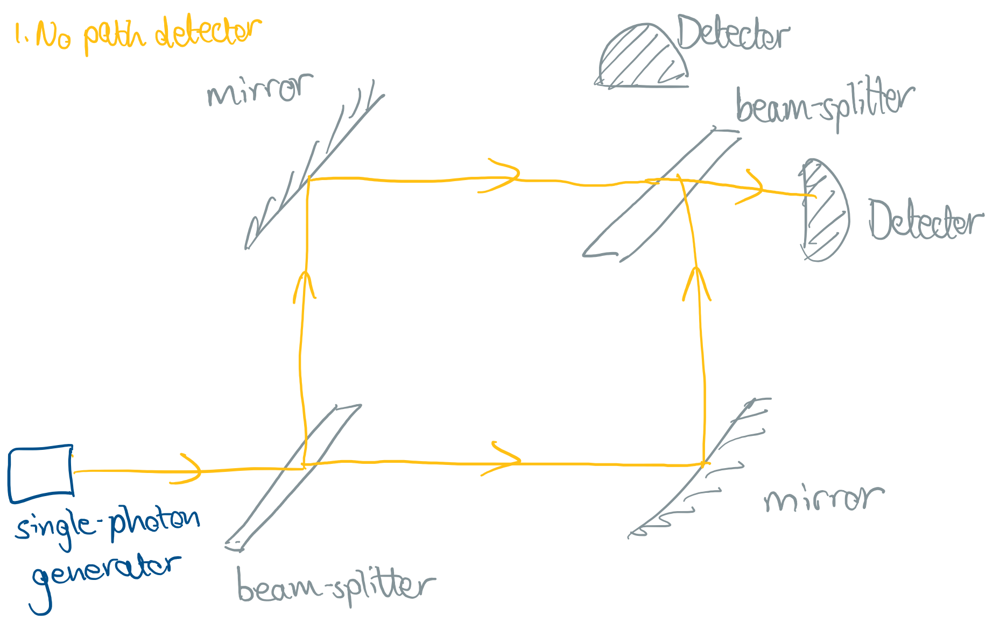 1. No path detector
Detector
mirror
beam-splitter
Detector
mirror
single-photon
generator
beam-splitter